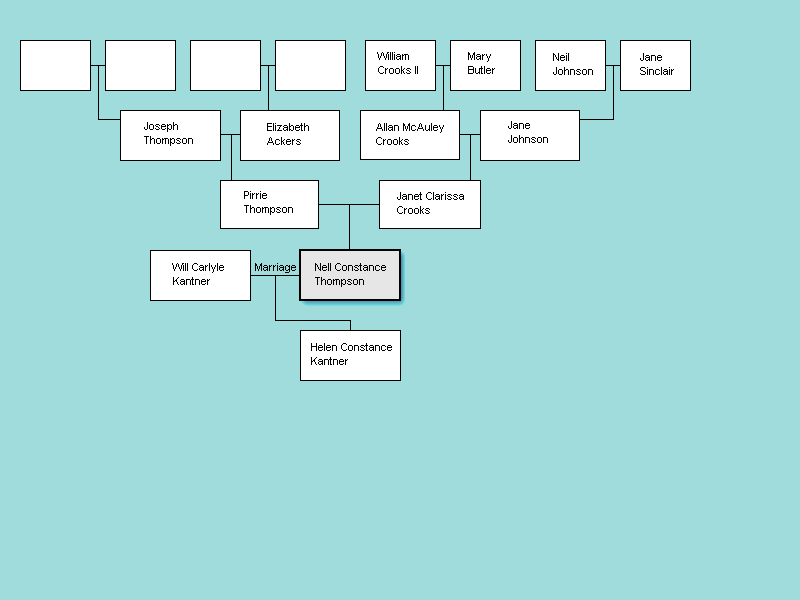 William
Crooks II
Mary
Butler
Neil
Johnson
Jane
Sinclair
Joseph
Thompson
Elizabeth
Ackers
Allan McAuley
Crooks
Jane
Johnson
Pirrie
Thompson
Janet Clarissa
Crooks
Will Carlyle
Kantner
Marriage
Nell Constance
Thompson
Helen Constance
Kantner